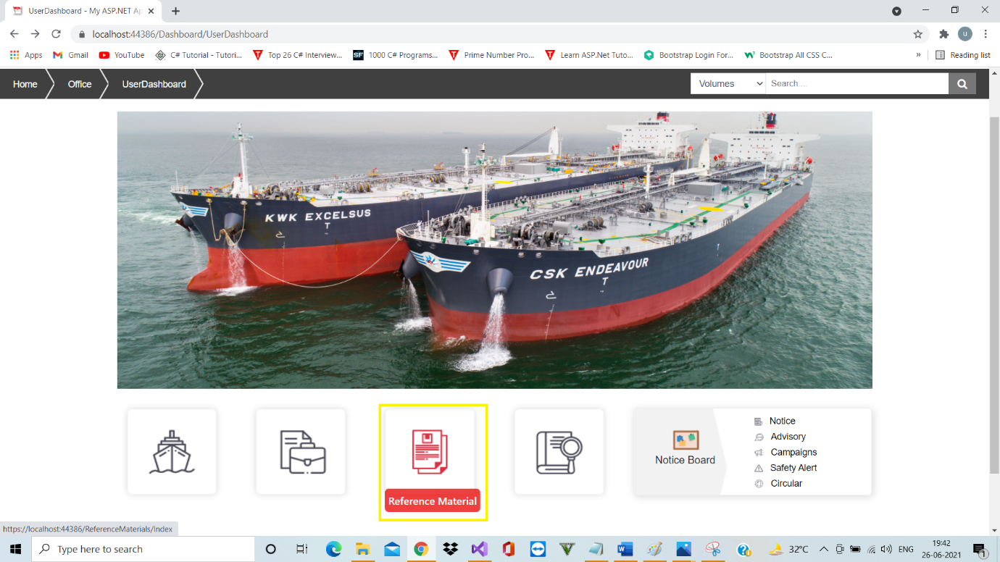 UserDashboard - My ASP.NET Ap
localhost:44386/Dashboard/UserDashboard
u
Apps Gmail YouTube C# Tutorial - Tutori... Top 26 C# Interview... SF 1000 C# Programs... Prime Number Pro... Learn ASP.Net Tuto... Bootstrap Login For... Bootstrap All CSS C... » Reading list
Home Office UserDashboard Volumes Search....
KWK EXCELSUS
T
CSK ENDEAVOUR
T
Notice Board
Notice
Advisory
Campaigns
Safety Alert
Circular
Reference Material
https://localhost:44386/ReferenceMaterials/Index
Type here to search 32°C ENG 19:42
26-06-2021
1